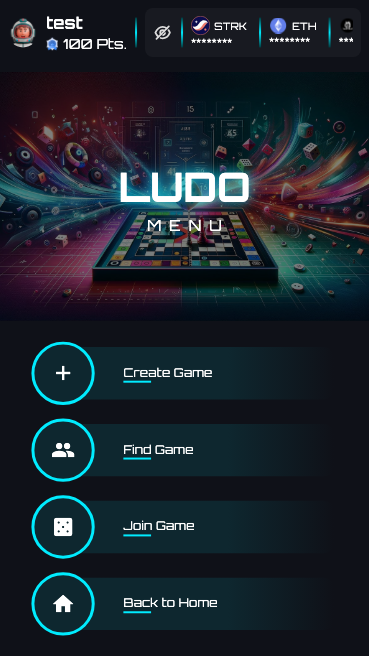 test
100 Pts.
STRK
********
ETH
********
***
LUDO
MENU
Create Game
Find Game
Join Game
Back to Home